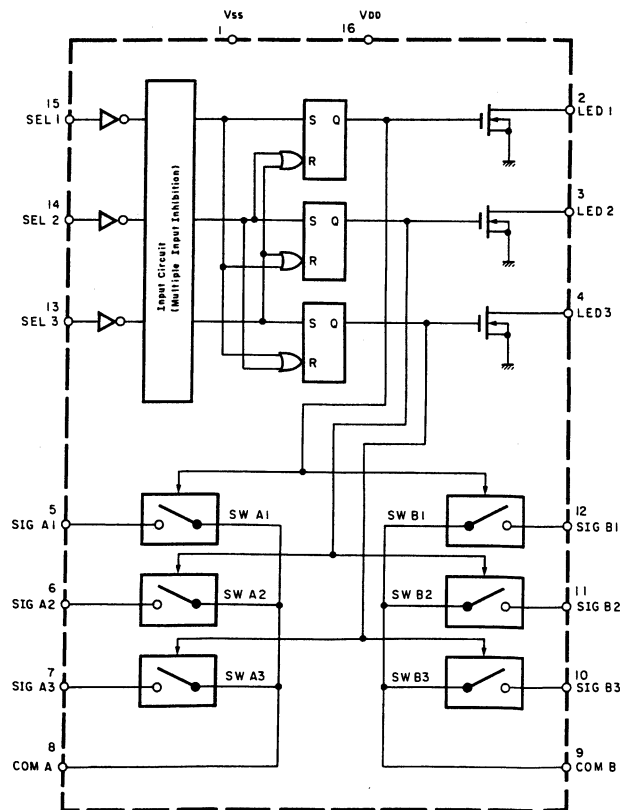 VSS VDD
1 16
15
SEL 1
14
SEL 2
13
SEL 3
Input Circuit
(Multiple Input Inhibition)
S Q
R
S Q
R
S Q
R
2
LED 1
3
LED 2
4
LED 3
5
SIG A1
SW A1
SW B1
12
SIG B1
6
SIG A2
SW A2
SW B2
11
SIG B2
7
SIG A3
SW A3
SW B3
10
SIG B3
8
COM A
9
COM B